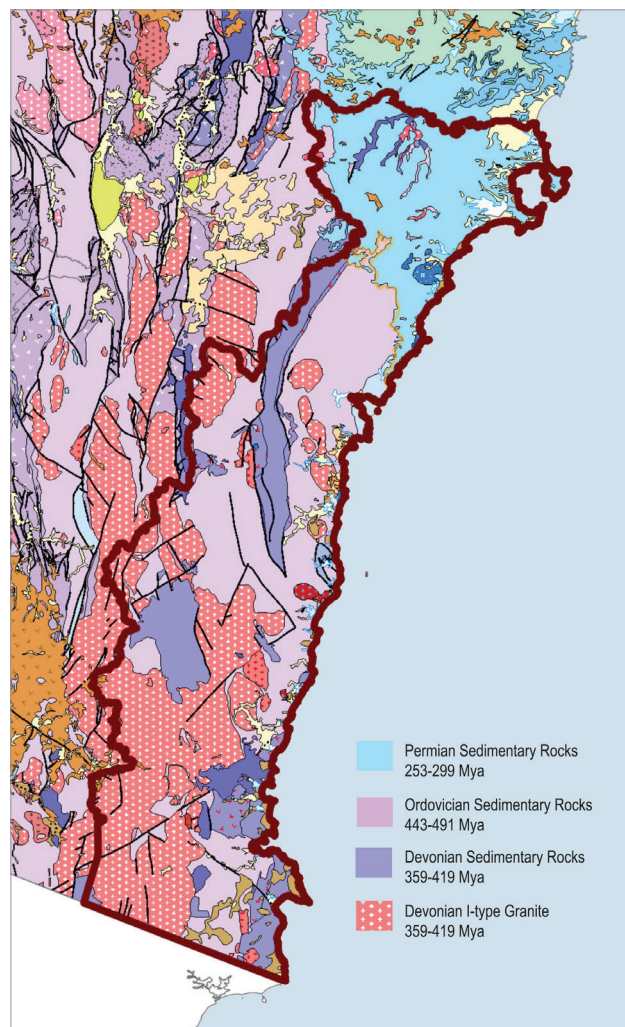 Permian Sedimentary Rocks
253-299 Mya
Ordovician Sedimentary Rocks
443-491 Mya
Devonian Sedimentary Rocks
359-419 Mya
Devonian I-type Granite
359-419 Mya